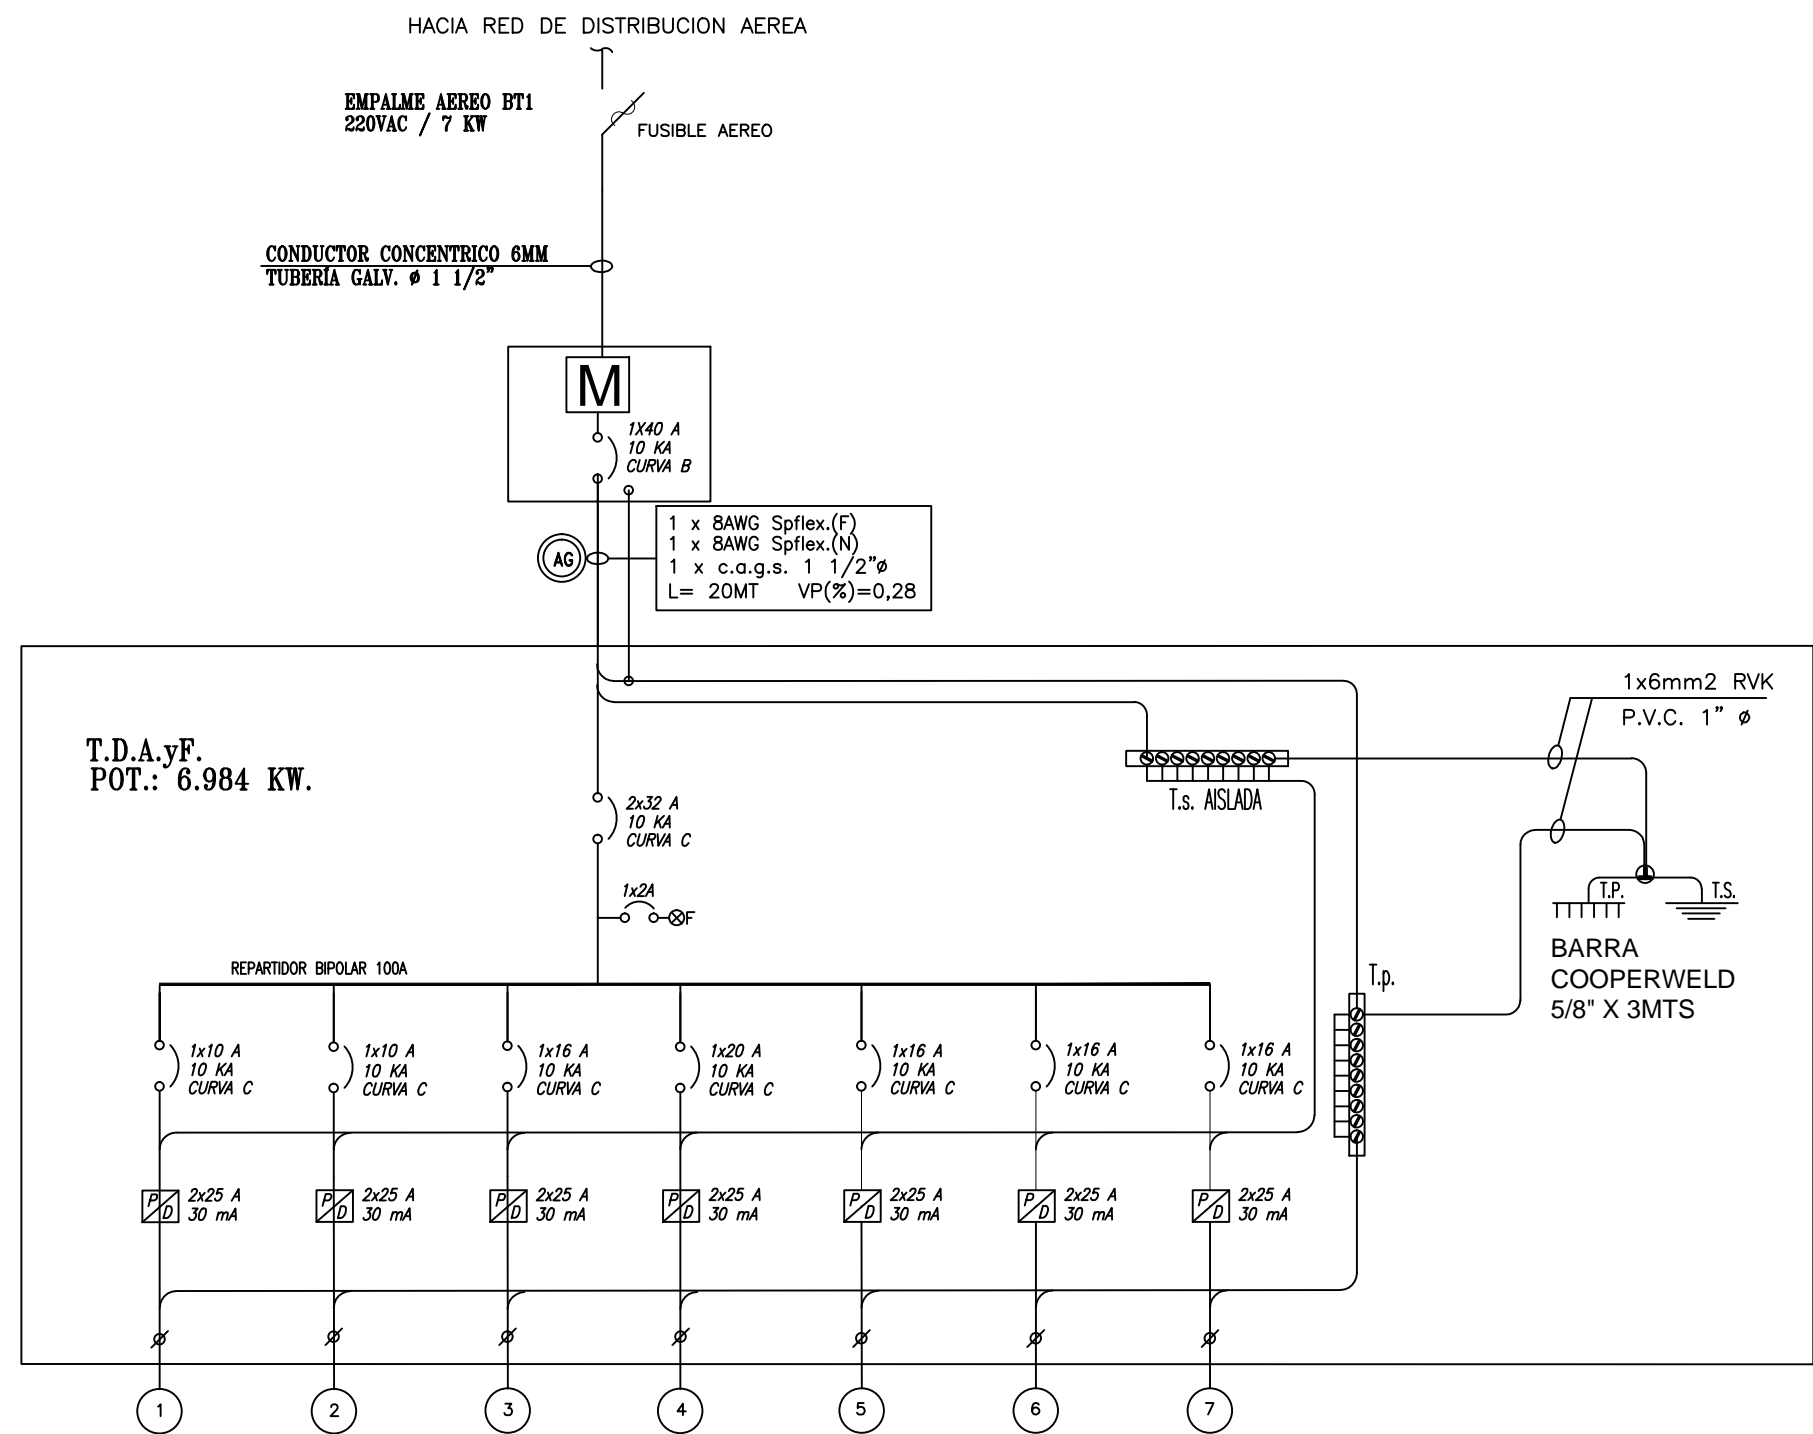 HACIA RED DE DISTRIBUCION AEREA
EMPALME AEREO BT1
220VAC / 7 KW
FUSIBLE AEREO
CONDUCTOR CONCENTRICO 6MM
TUBERÍA GALV. ø 1 1/2"
M
1X40 A
10 KA
CURVA B
AG
1 x 8AWG Spflex.(F)
1 x 8AWG Spflex.(N)
1 x c.a.g.s. 1 1/2"ø
L= 20MT VP(%)=0,28
1x6mm2 RVK
P.V.C. 1" ø
T.D.A.yF.
POT.: 6.984 KW.
T.s. AISLADA
2x32 A
10 KA
CURVA C
1x2A
F
T.P.
T.S.
BARRA
COOPERWELD
5/8" X 3MTS
REPARTIDOR BIPOLAR 100A
T.p.
1x10 A
10 KA
CURVA C
1x10 A
10 KA
CURVA C
1x16 A
10 KA
CURVA C
1x20 A
10 KA
CURVA C
1x16 A
10 KA
CURVA C
1x16 A
10 KA
CURVA C
1x16 A
10 KA
CURVA C
P/D
2x25 A
30 mA
P/D
2x25 A
30 mA
P/D
2x25 A
30 mA
P/D
2x25 A
30 mA
P/D
2x25 A
30 mA
P/D
2x25 A
30 mA
P/D
2x25 A
30 mA
1
2
3
4
5
6
7